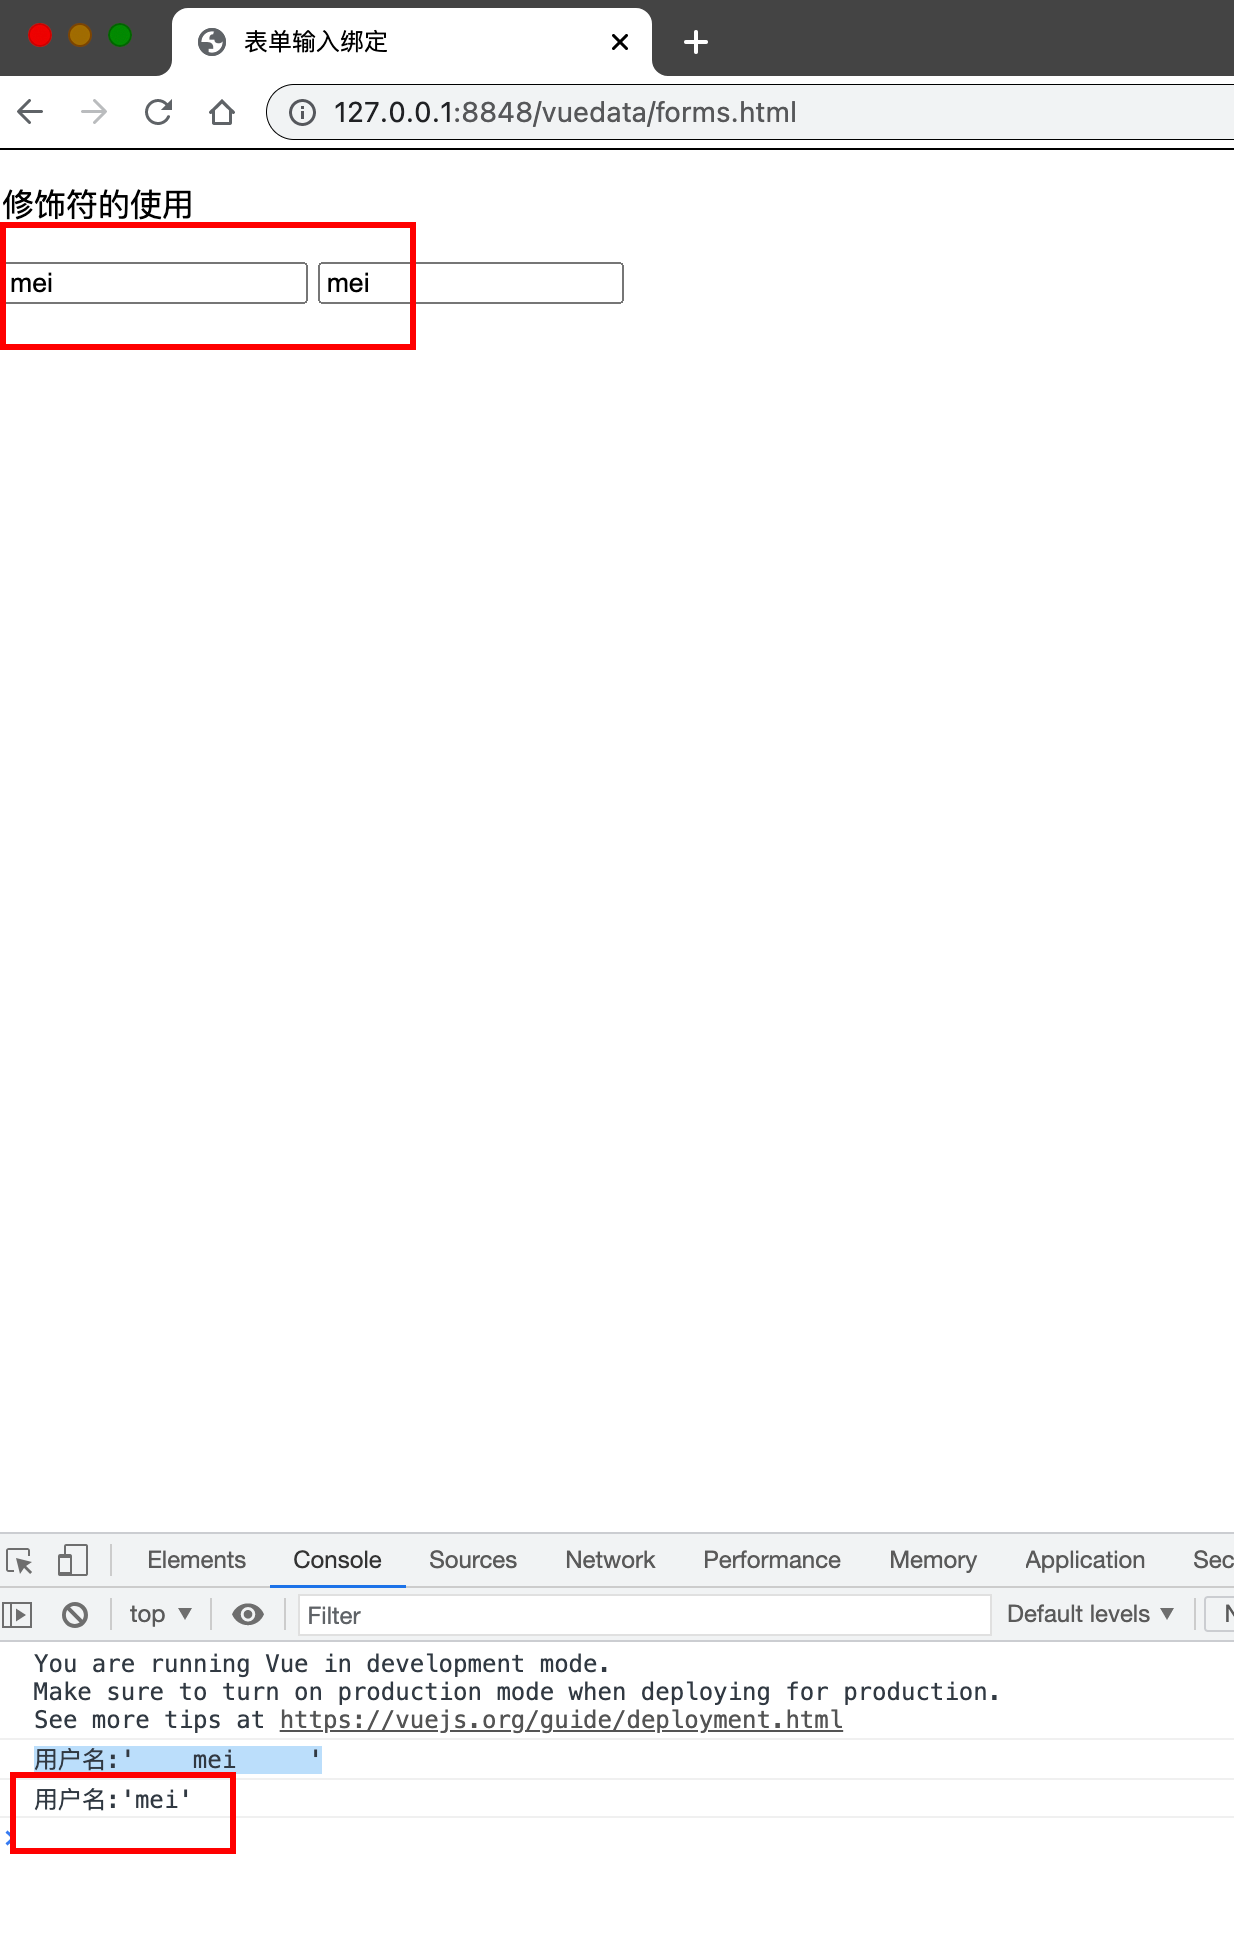 表单输入绑定
127.0.0.1:8848/vuedata/forms.html
修饰符的使用
mei mei
Elements Console Sources Network Performance Memory Application Sec
top Filter Default levels
You are running Vue in development mode.
Make sure to turn on production mode when deploying for production.
See more tips at https://vuejs.org/guide/deployment.html
用户名:'    mei     '
用户名:'mei'